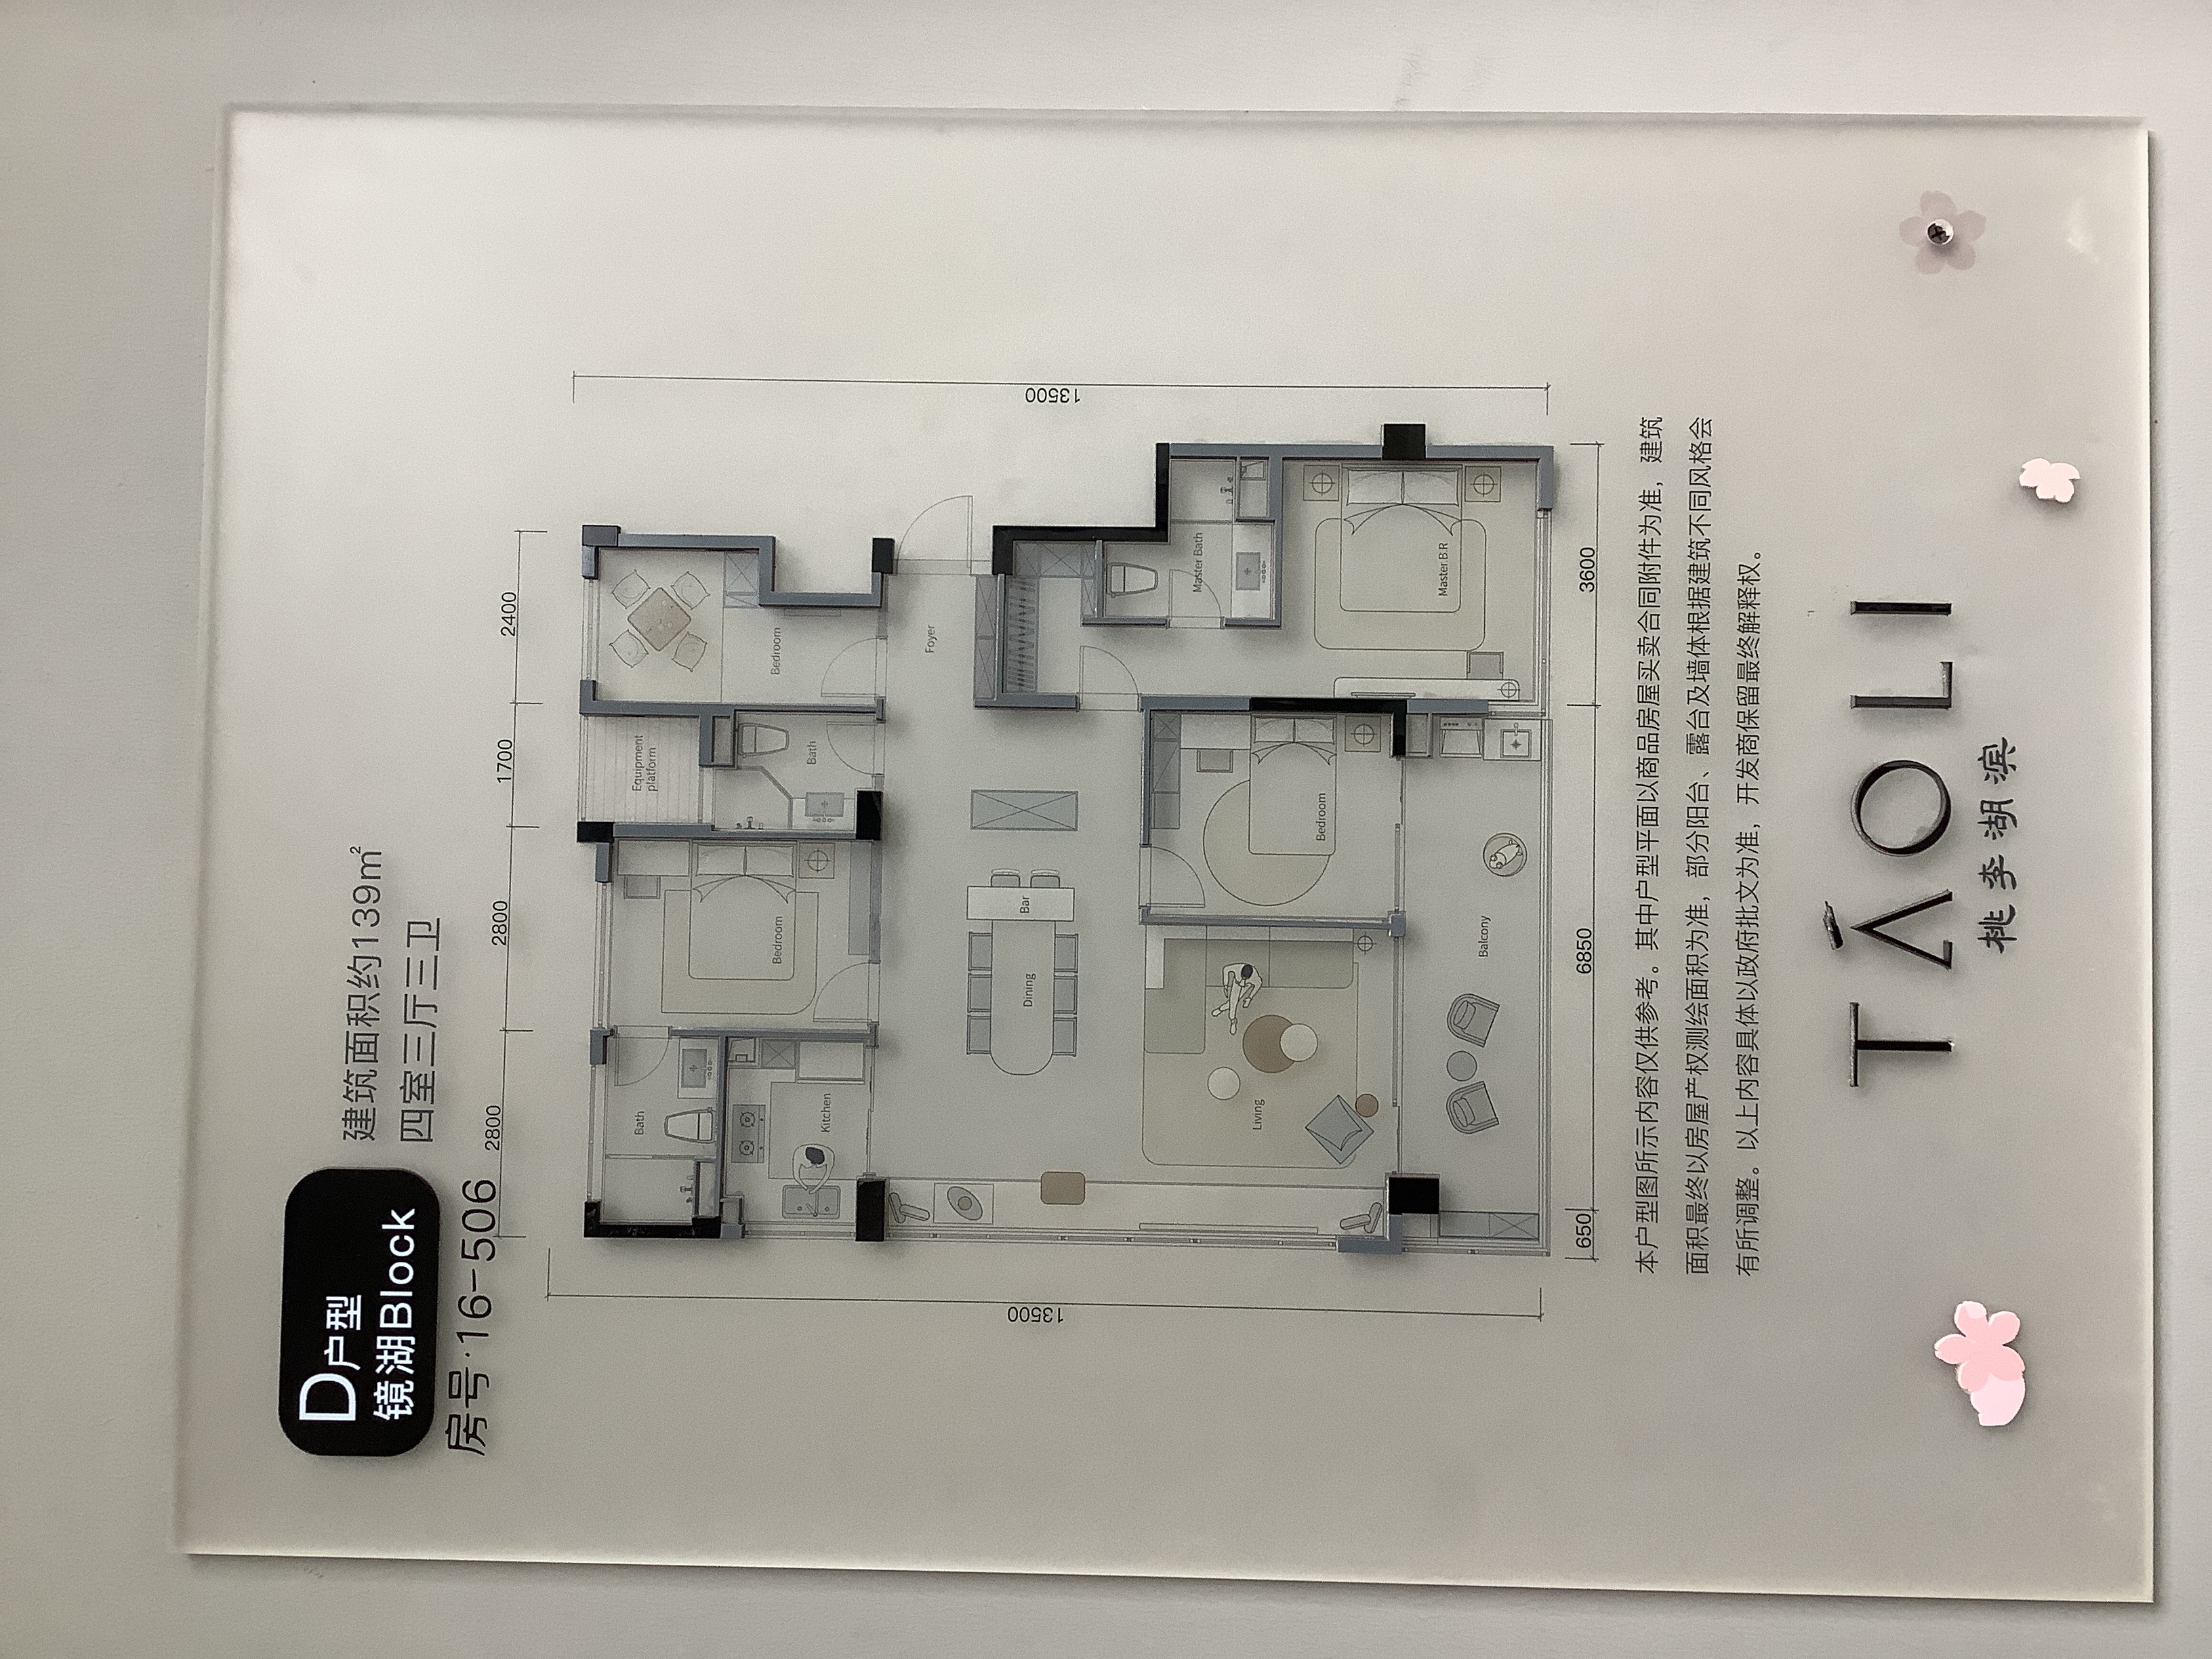 D户型
镜湖Block
建筑面积约139㎡
四室三厅三卫
房号·16-506
2800
2800
1700
2400
Bath
Equipment
platform
Bedroom
Bedroom
Kitchen
Bath
Foyer
13500
Dining
Bar
13500
Master Bath
Living
Bedroom
Master B.R
Balcony
650
6850
3600
本户型图所示内容仅供参考。其中户型平面以商品房屋买卖合同附件为准，建筑
面积最终以房屋产权测绘面积为准，部分阳台、露台及墙体根据建筑不同风格会
有所调整。以上内容具体以政府批文为准，开发商保留最终解释权。
TÁOLI
桃李湖滨